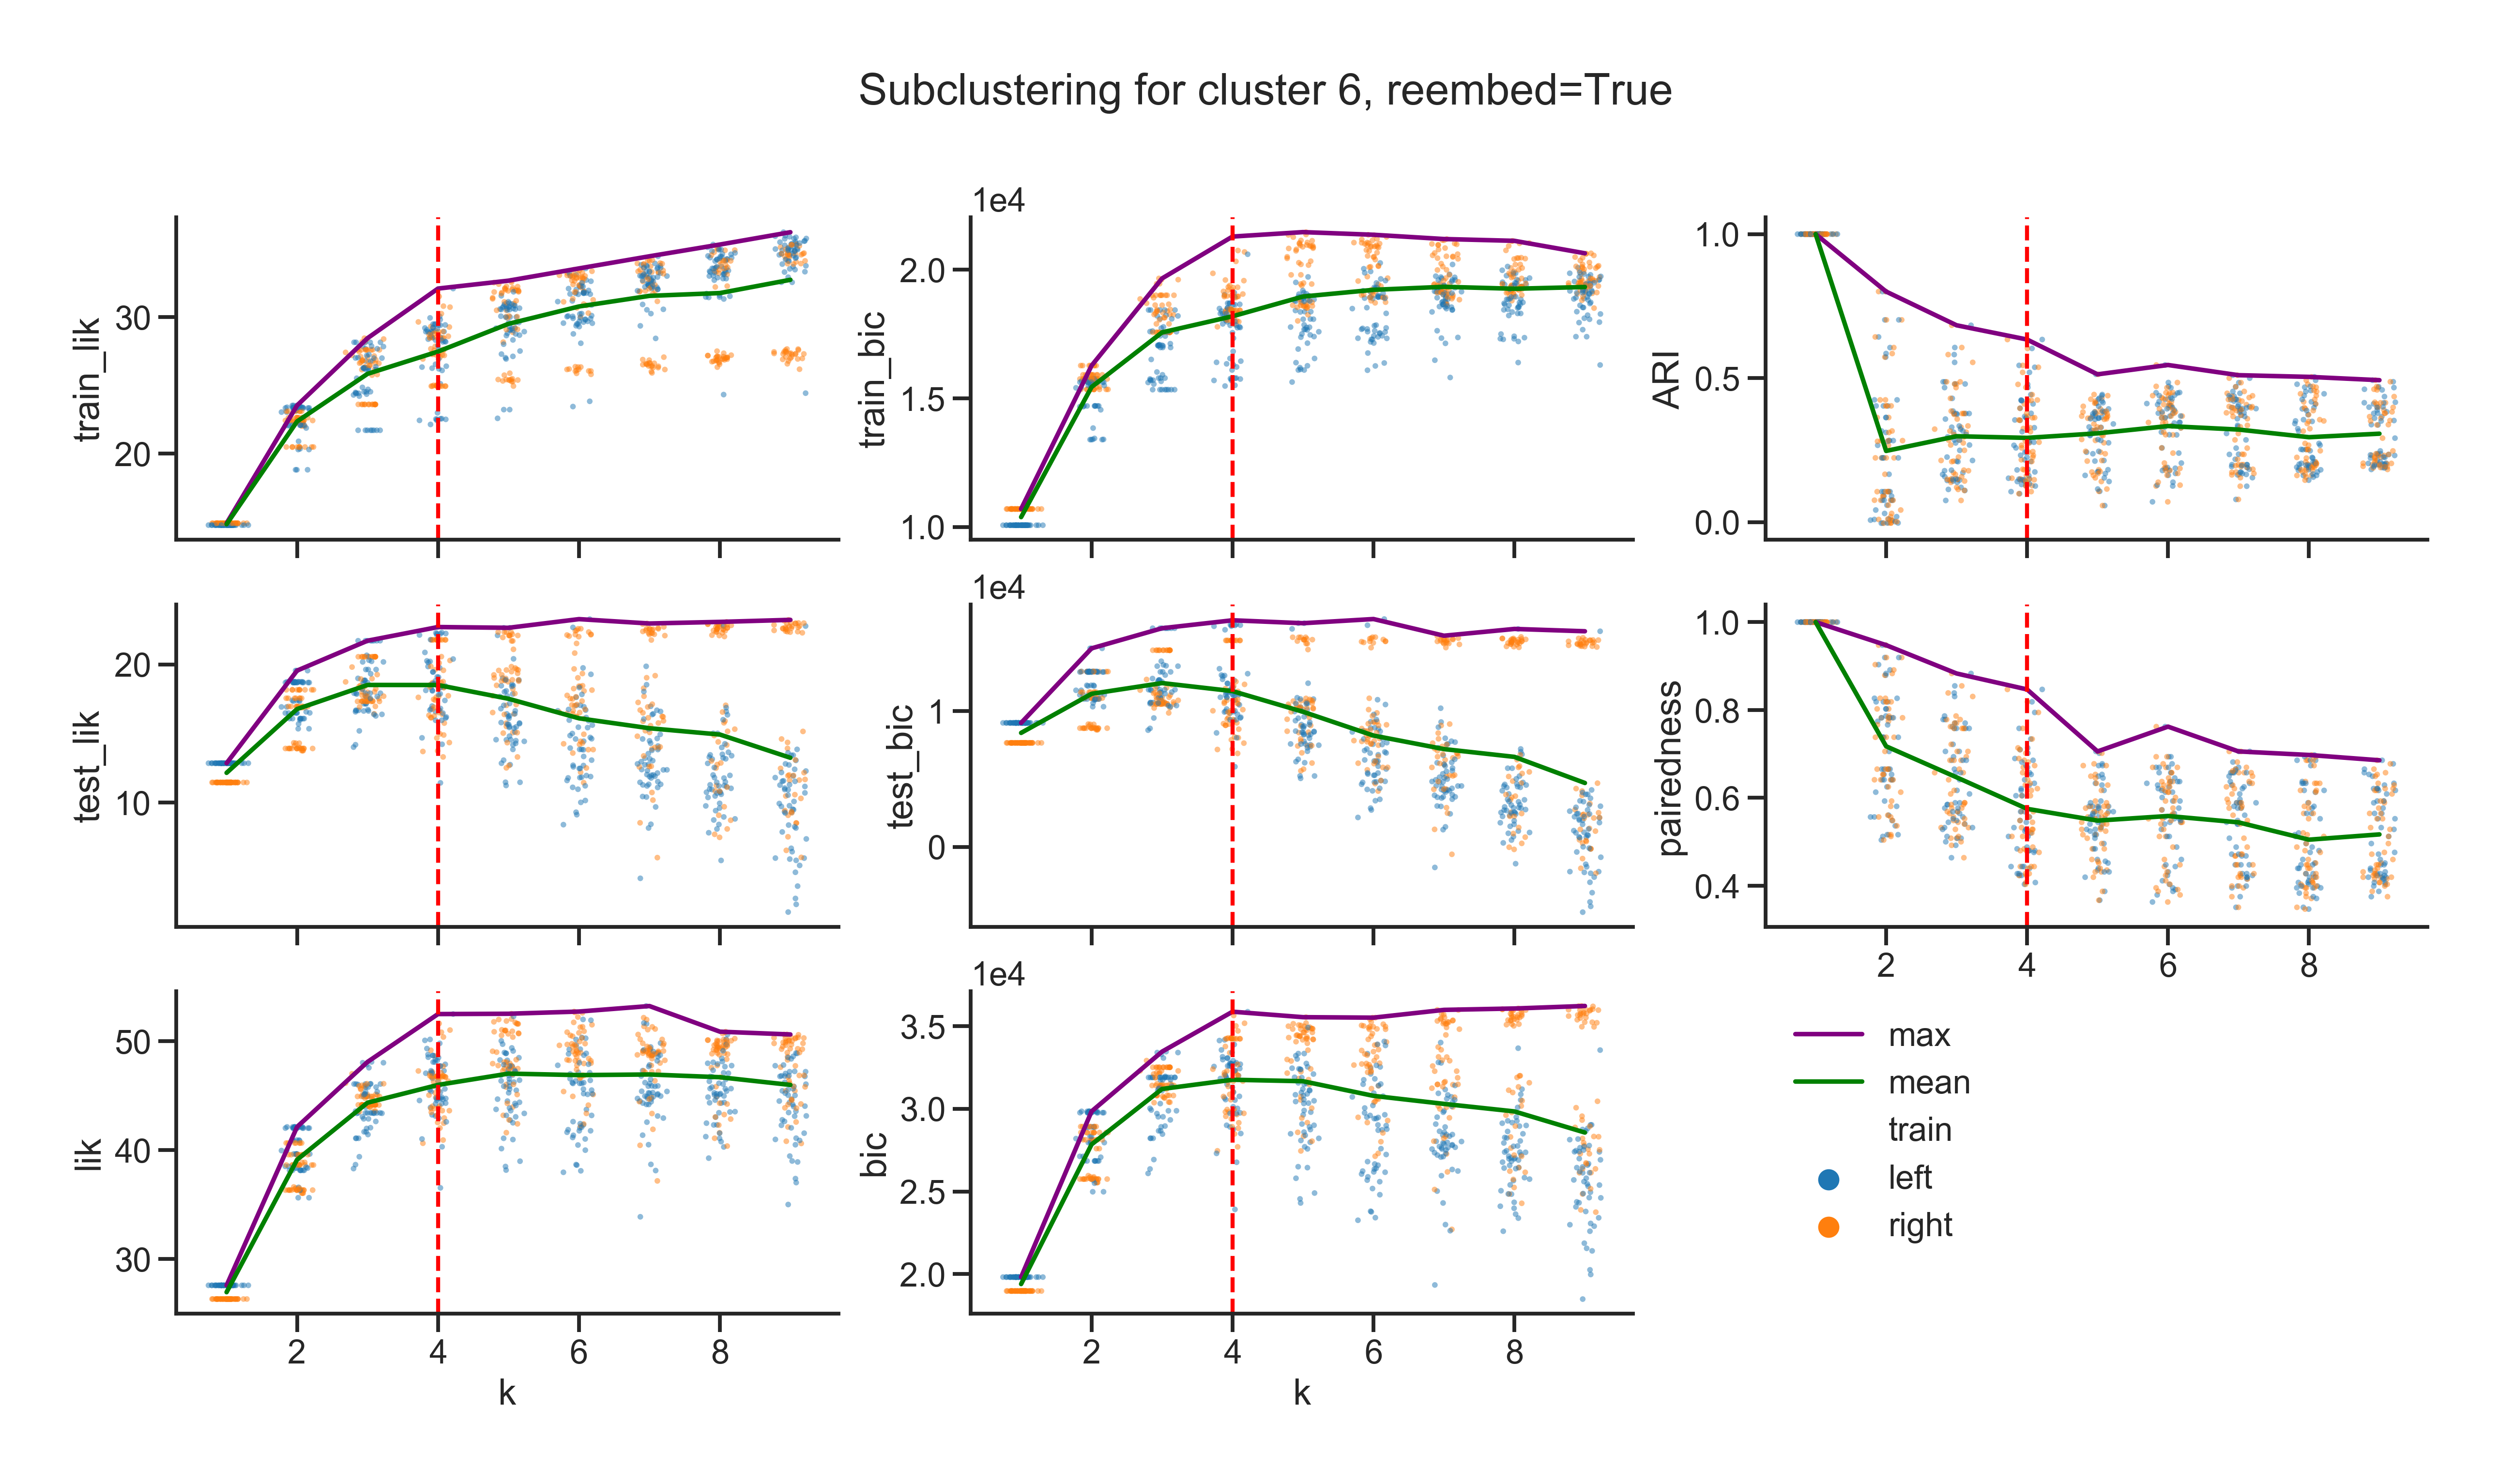 Subclustering for cluster 6, reembed=True
train_lik
30
20
1e4
train_bic
2.0
1.5
1.0
ARI
1.0
0.5
0.0
test_lik
20
10
1e4
test_bic
1
0
pairedness
1.0
0.8
0.6
0.4
2 4 6 8
lik
50
40
30
2 4 6 8
k
1e4
bic
3.5
3.0
2.5
2.0
2 4 6 8
k
max
mean
train
left
right